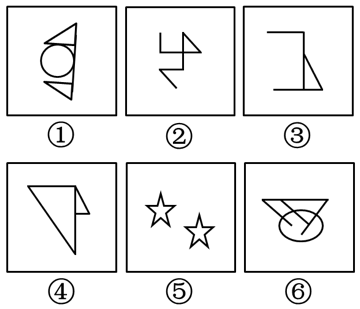 ① ② ③
④ ⑤ ⑥